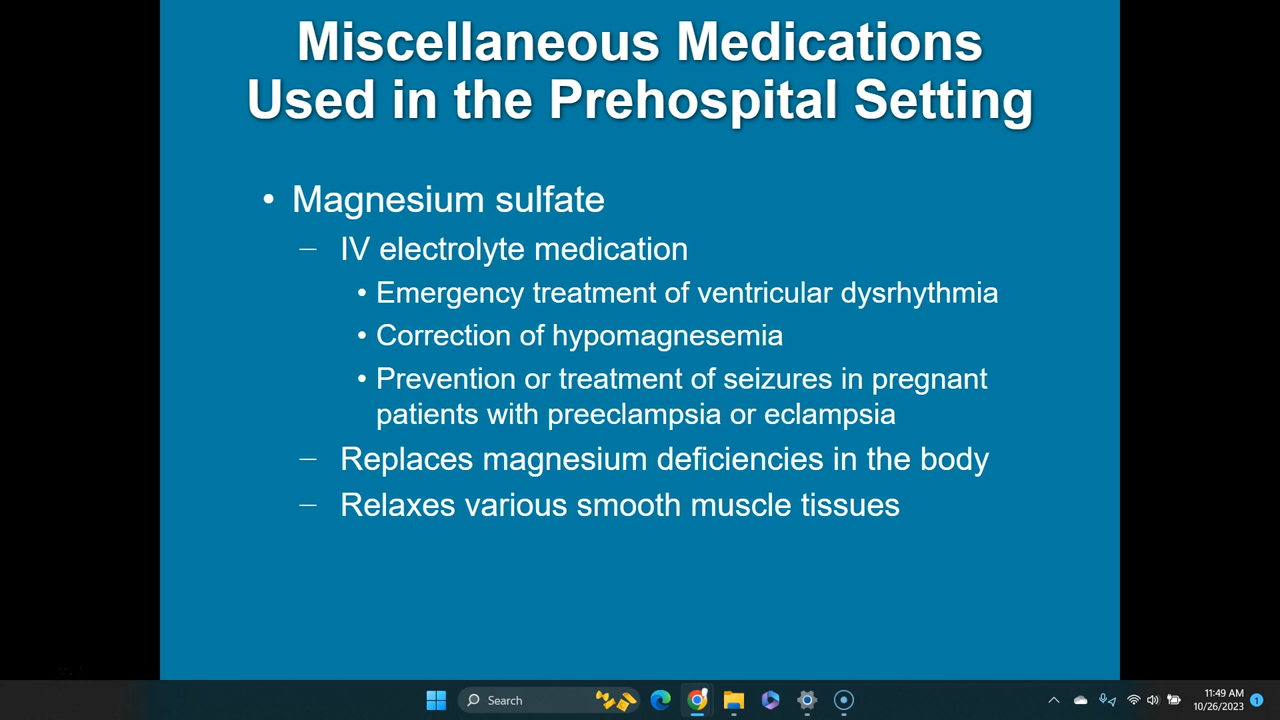 Miscellaneous Medications
Used in the Prehospital Setting
• Magnesium sulfate
– IV electrolyte medication
• Emergency treatment of ventricular dysrhythmia
• Correction of hypomagnesemia
• Prevention or treatment of seizures in pregnant
patients with preeclampsia or eclampsia
– Replaces magnesium deficiencies in the body
– Relaxes various smooth muscle tissues
Search
11:49 AM
10/26/2023
1